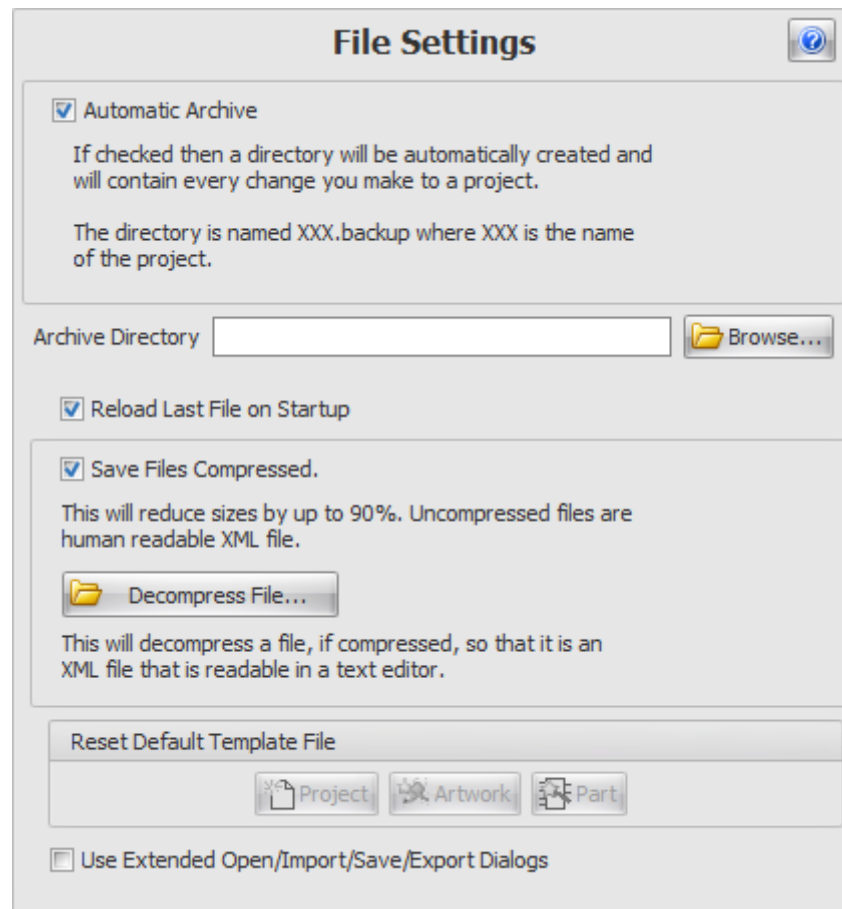 File Settings
Automatic Archive
If checked then a directory will be automatically created and
will contain every change you make to a project.
The directory is named XXX.backup where XXX is the name
of the project.
Archive Directory
Browse...
Reload Last File on Startup
Save Files Compressed.
This will reduce sizes by up to 90%. Uncompressed files are
human readable XML file.
Decompress File...
This will decompress a file, if compressed, so that it is an
XML file that is readable in a text editor.
Reset Default Template File
Project Artwork Part
Use Extended Open/Import/Save/Export Dialogs